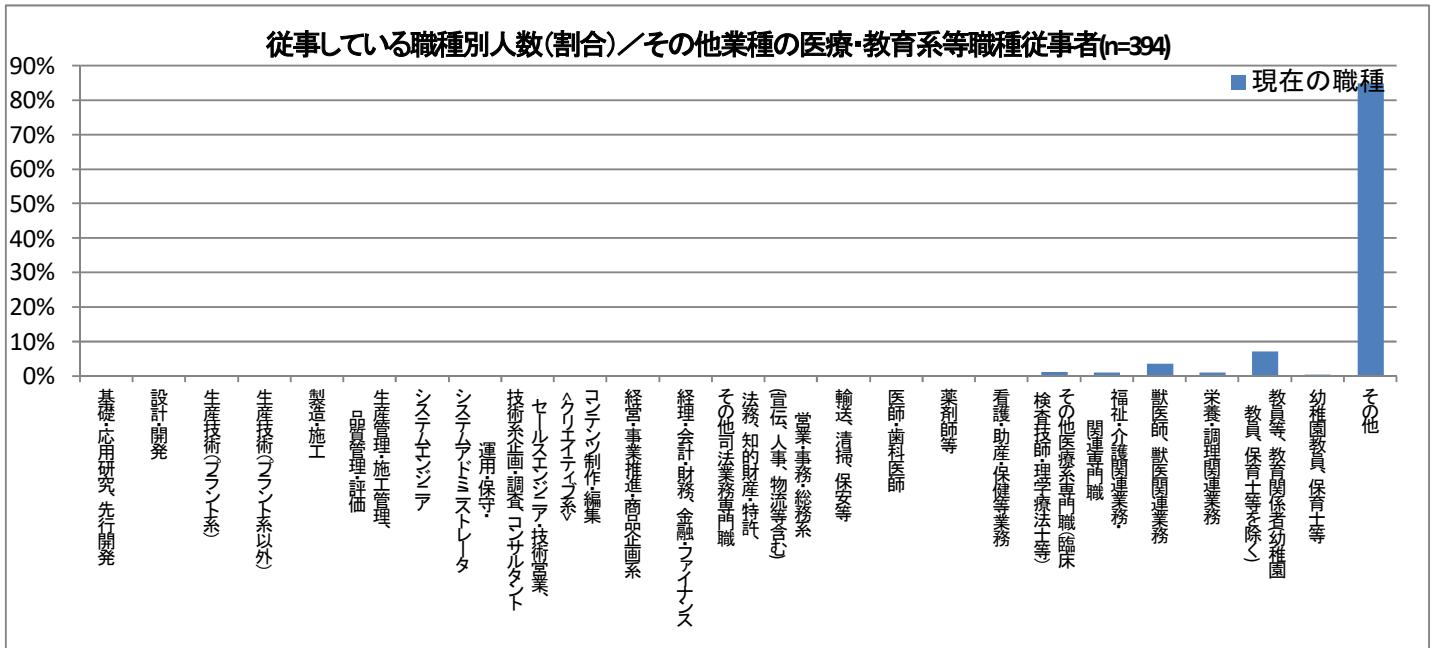 従事している職種別人数(割合)／その他業種の医療・教育系等職種従事者(n=394)
現在の職種
90%
80%
70%
60%
50%
40%
30%
20%
10%
0%
基礎・応用研究、先行開発
設計・開発
生産技術(プラント系)
生産技術(プラント系以外)
製造・施工
生産管理・施工管理、
品質管理・評価
システムエンジニア
運用・保守・
システムアドミニストレータ
セールスエンジニア・技術営業、
技術系企画・調査、コンサルタント
コンテンツ制作・編集
<クリエイティブ系>
経営・事業推進・商品企画系
経理・会計・財務、金融・ファイナンス
法務、知的財産・特許、
その他司法業務専門職
営業・事務・総務系
(宣伝、人事、物流等含む)
輸送、清掃、保安等
医師・歯科医師
薬剤師等
看護・助産・保健等業務
その他医療系専門職(臨床
検査技師・理学療法士等)
福祉・介護関連業務・
関連専門職
獣医師、獣医関連業務
栄養・調理関連業務
教員等、教育関係者(幼稚園
教員、保育士等を除く)
幼稚園教員、保育士等
その他